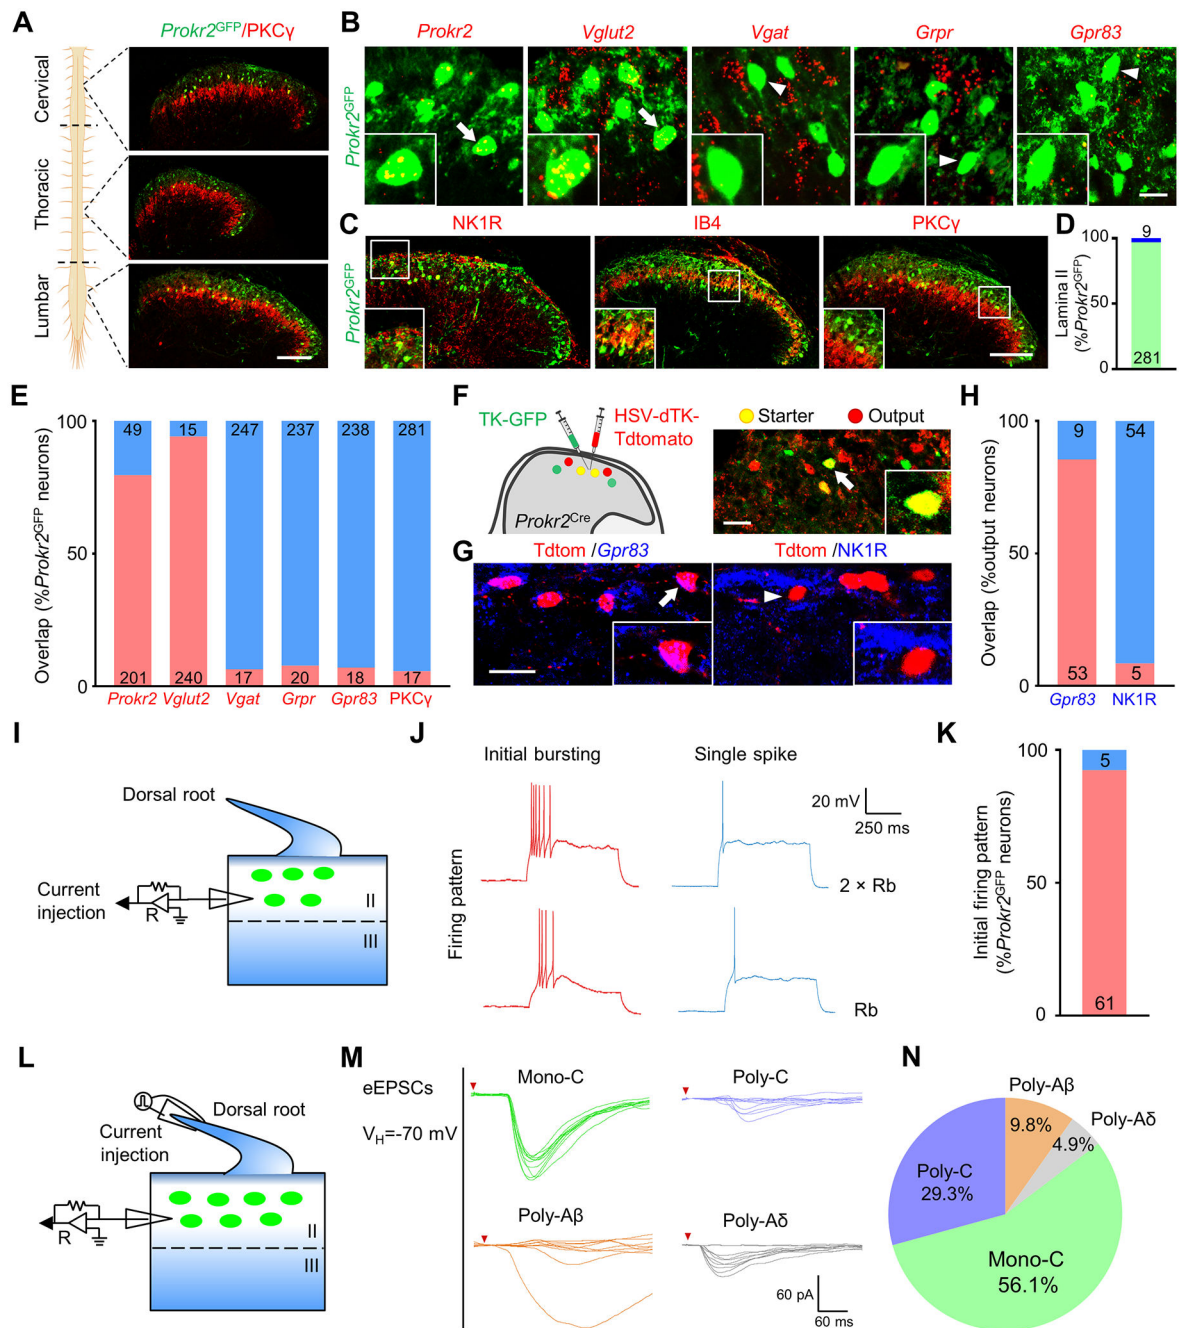 A
Prokr2GFP/PKCγ
Cervical
Thoracic
Lumbar
B
Prokr2
Vglut2
Vgat
Grpr
Gpr83
Prokr2GFP
C
NK1R
IB4
PKCγ
Prokr2GFP
D
9
100
50
0
281
Lamina II
(%Prokr2GFP)
E
100
50
0
Overlap (%Prokr2GFP neurons)
49
15
247
237
238
281
201
240
17
20
18
17
Prokr2
Vglut2
Vgat
Grpr
Gpr83
PKCγ
F
TK-GFP
HSV-dTK-
Tdtomato
Starter
Output
Prokr2Cre
G
Tdtom /Gpr83
Tdtom /NK1R
H
100
50
0
Overlap (%output neurons)
9
54
53
5
Gpr83
NK1R
I
Dorsal root
Current
injection
R
II
III
J
Initial bursting
Single spike
20 mV
250 ms
2 × Rb
Rb
Firing pattern
K
100
50
0
Initial firing pattern
(%Prokr2GFP neurons)
5
61
L
Dorsal root
Current
injection
R
II
III
M
eEPSCs
VH=-70 mV
Mono-C
Poly-C
Poly-Aβ
Poly-Aδ
60 pA
60 ms
N
Poly-Aβ
9.8%
Poly-Aδ
4.9%
Poly-C
29.3%
Mono-C
56.1%